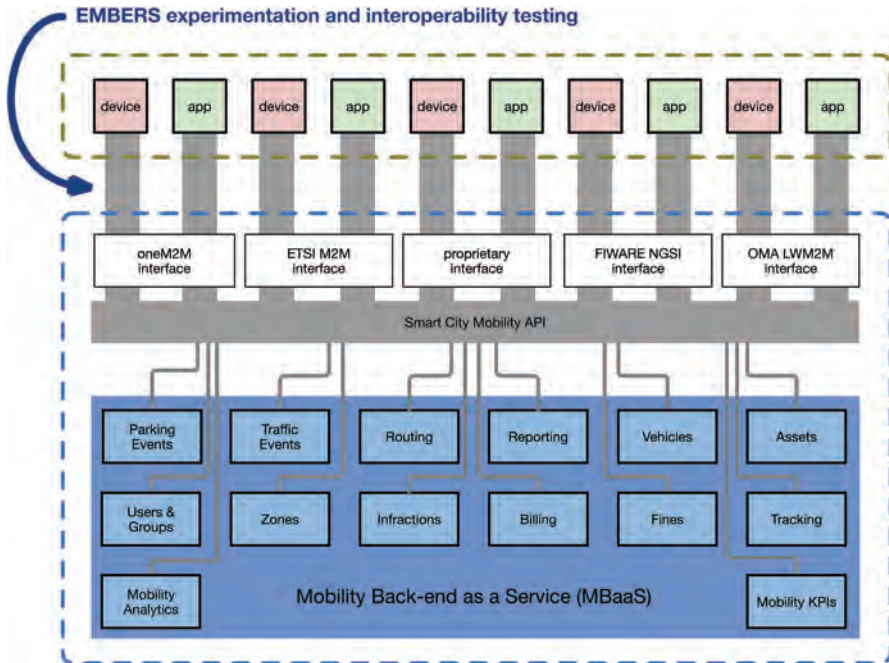 EMBERS experimentation and interoperability testing
device
app
device
app
device
app
device
app
device
app
oneM2M
interface
ETSI M2M
interface
proprietary
interface
FIWARE NGSI
interface
OMA LWM2M
interface
Smart City Mobility API
Parking
Events
Traffic
Events
Routing
Reporting
Vehicles
Assets
Users &
Groups
Zones
Infractions
Billing
Fines
Tracking
Mobility
Analytics
Mobility Back-end as a Service (MBaaS)
Mobility KPIs